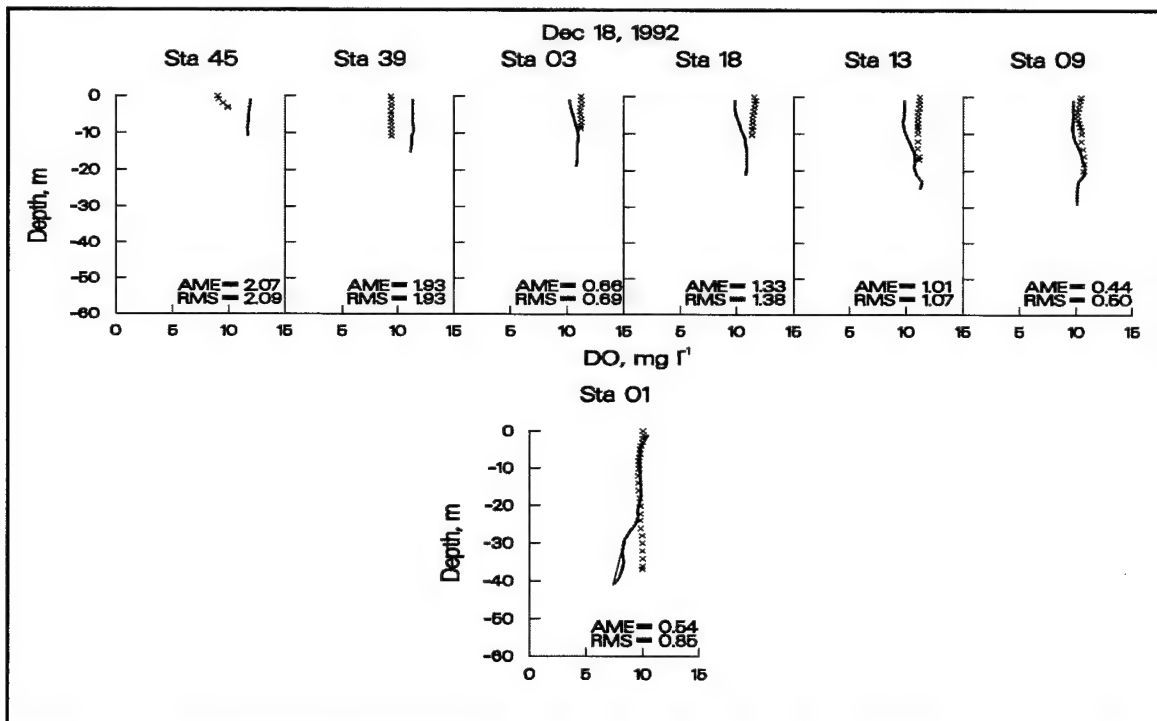 Dec 18, 1992
Sta 45 Sta 39 Sta 03 Sta 18 Sta 13 Sta 09
0
-10
-20
-30
-40
-50
-60
Depth, m
AME = 2.07
RMS = 2.09
AME = 1.93
RMS = 1.93
AME = 0.66
RMS = 0.69
AME = 1.33
RMS = 1.38
AME = 1.01
RMS = 1.07
AME = 0.44
RMS = 0.50
0 5 10 15 5 10 15 5 10 15 5 10 15 5 10 15 5 10 15
DO, mg l⁻¹
Sta 01
0
-10
-20
-30
-40
-50
-60
Depth, m
AME = 0.54
RMS = 0.85
0 5 10 15